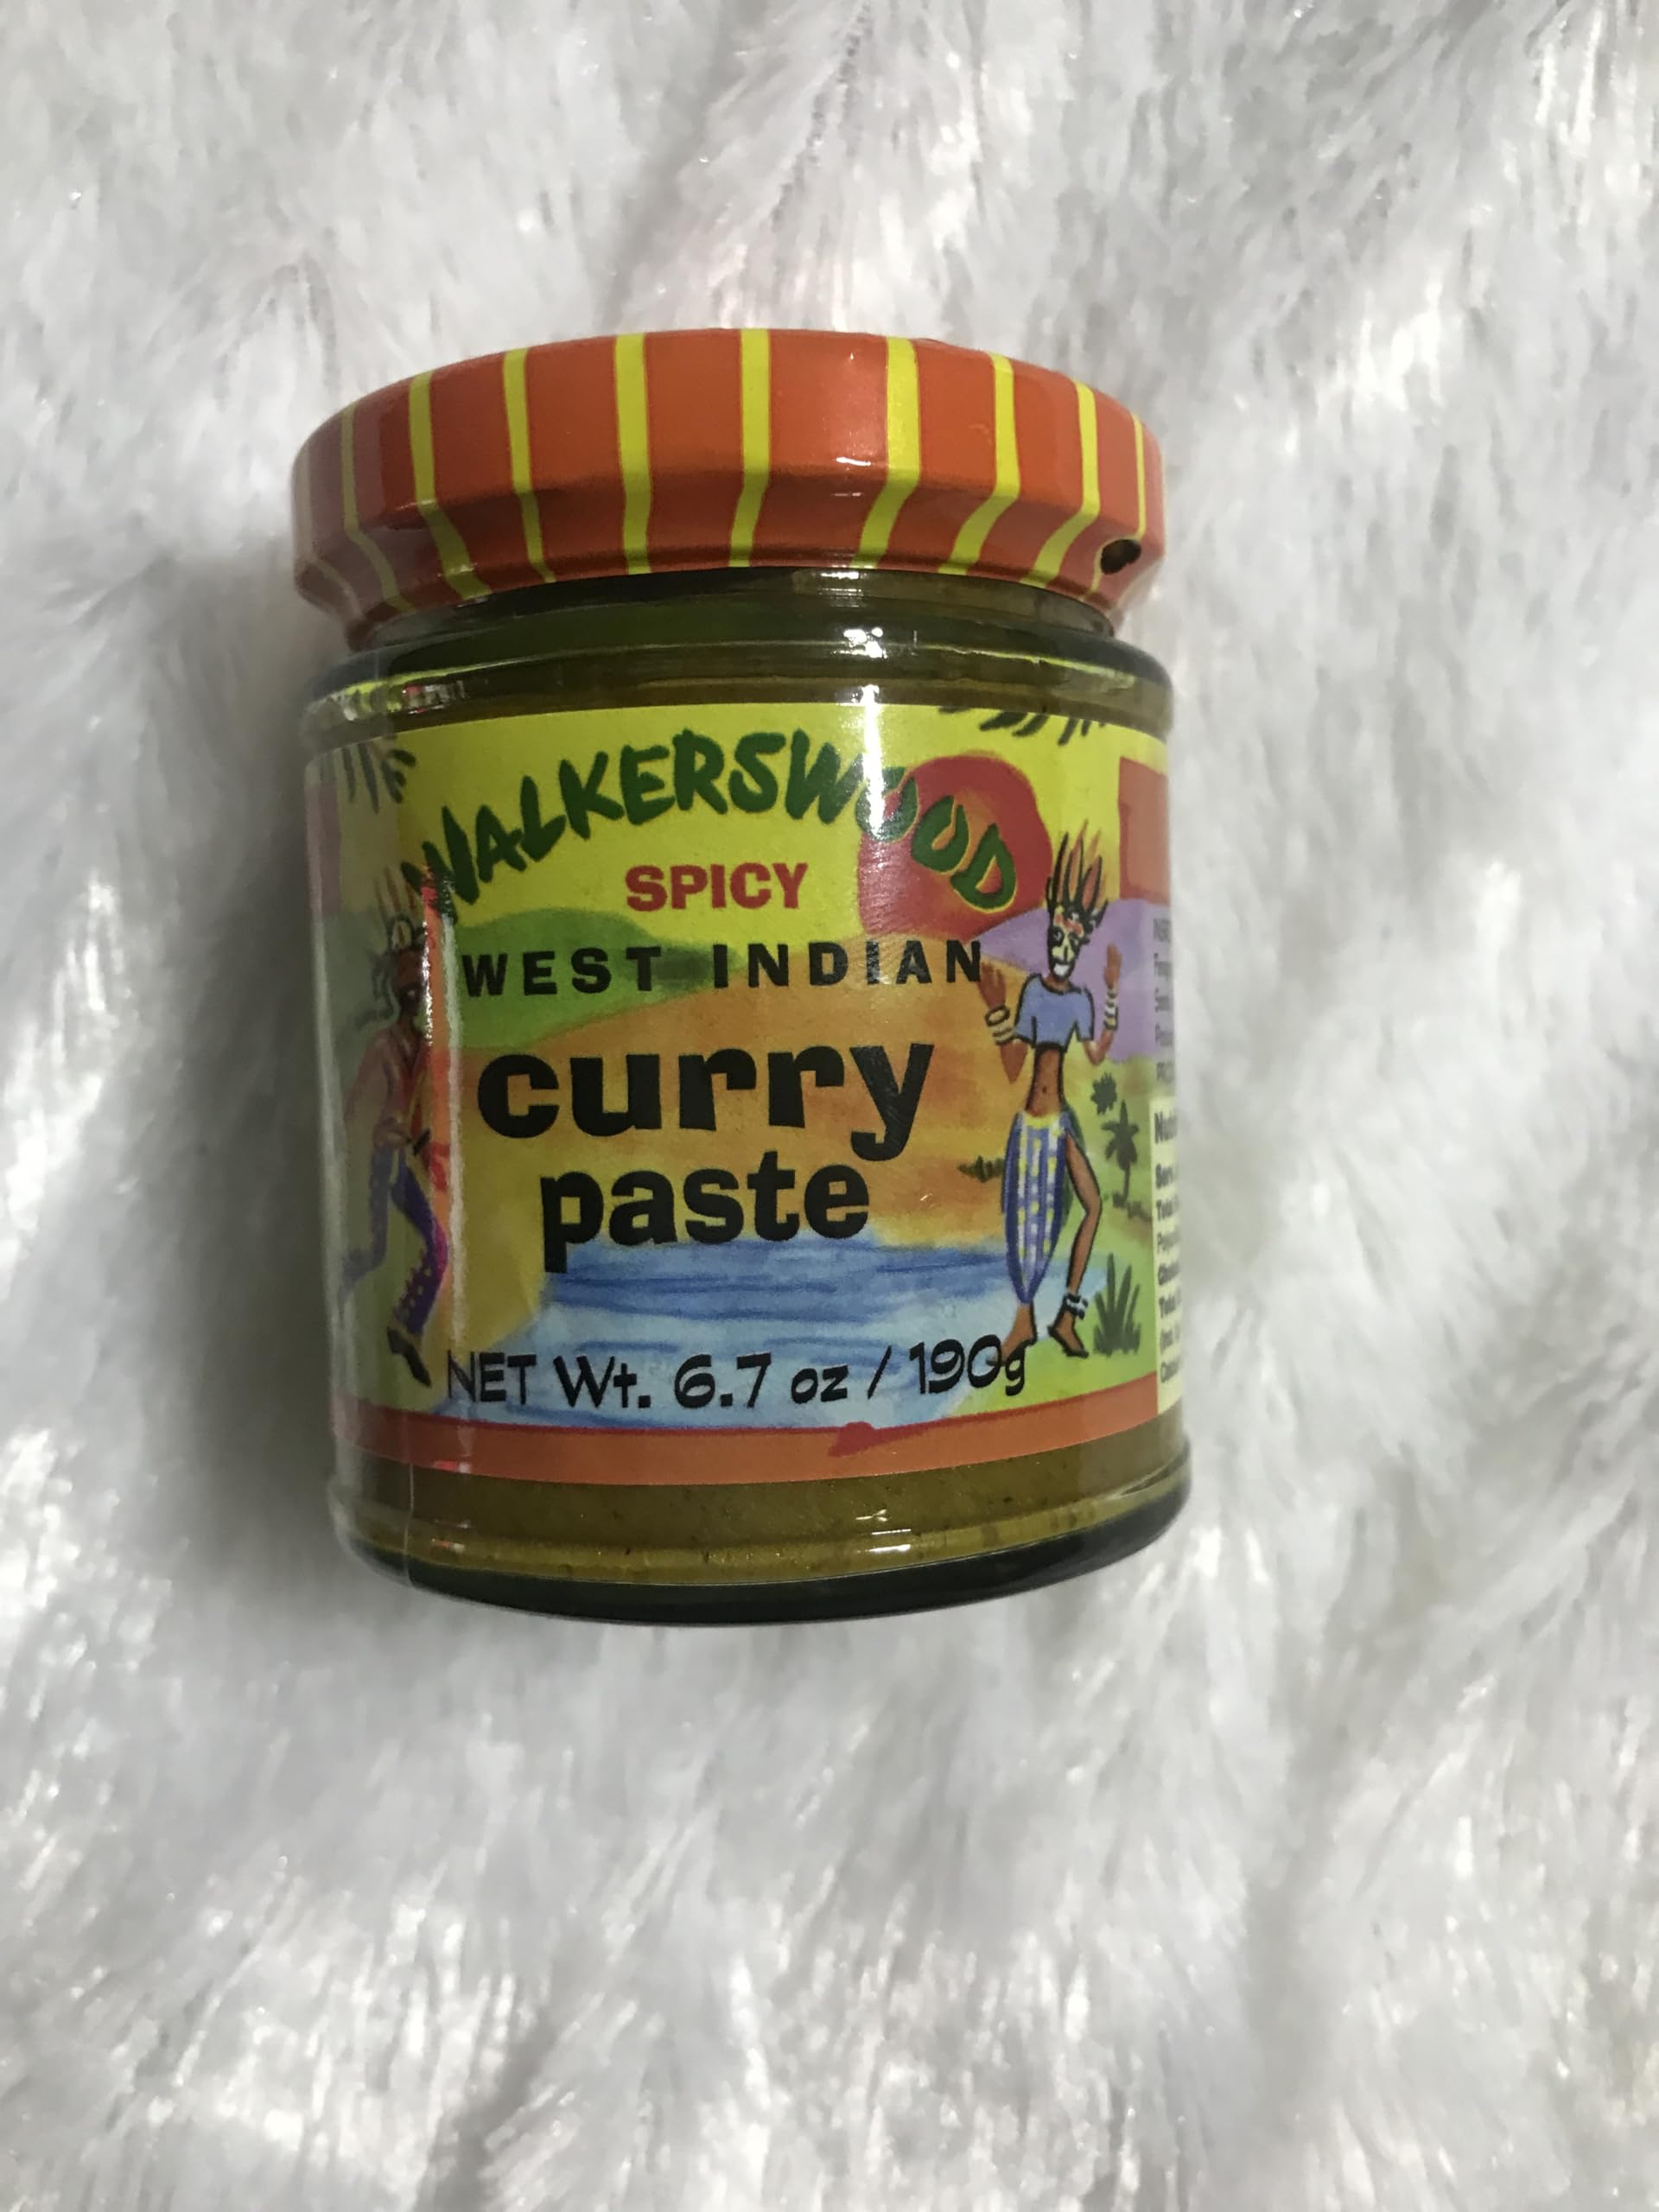 WALKERSWOOD
SPICY
WEST INDIAN
curry
paste
NET Wt. 6.7 oz / 190g